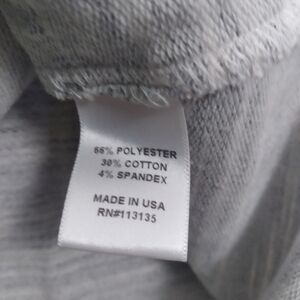 66% POLYESTER
30% COTTON
4% SPANDEX
MADE IN USA
RN#113135